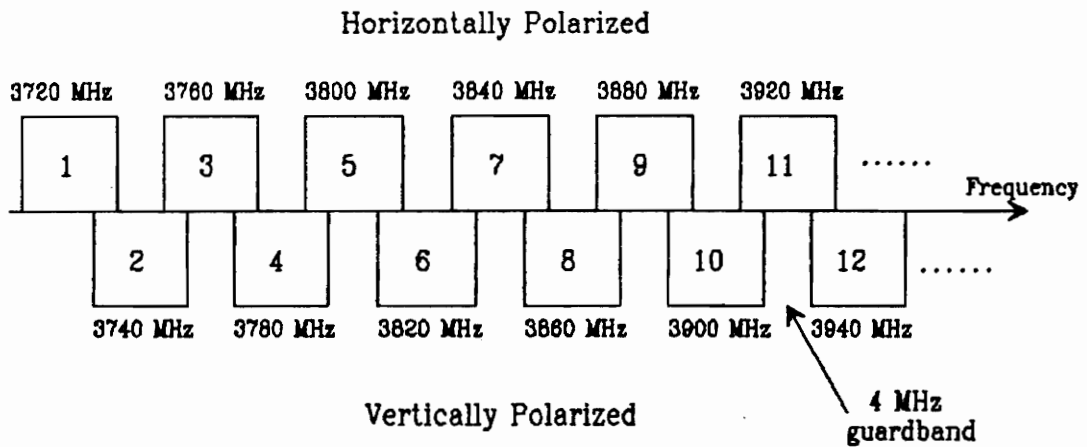 Horizontally Polarized
3720 MHz 3760 MHz 3800 MHz 3840 MHz 3880 MHz 3920 MHz
1 3 5 7 9 11 ......
Frequency
2 4 6 8 10 12 ......
3740 MHz 3780 MHz 3820 MHz 3860 MHz 3900 MHz 3940 MHz
Vertically Polarized
4 MHz
guardband